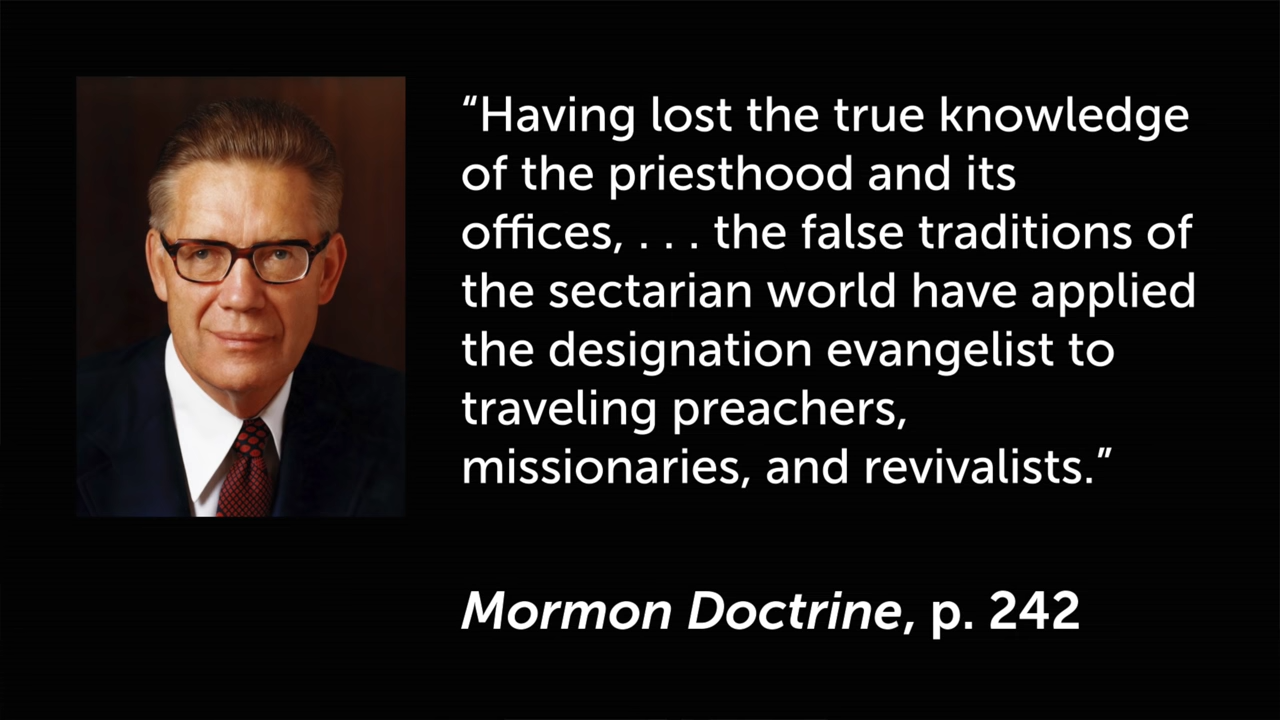 “Having lost the true knowledge
of the priesthood and its
offices, . . . the false traditions of
the sectarian world have applied
the designation evangelist to
traveling preachers,
missionaries, and revivalists.”
Mormon Doctrine, p. 242